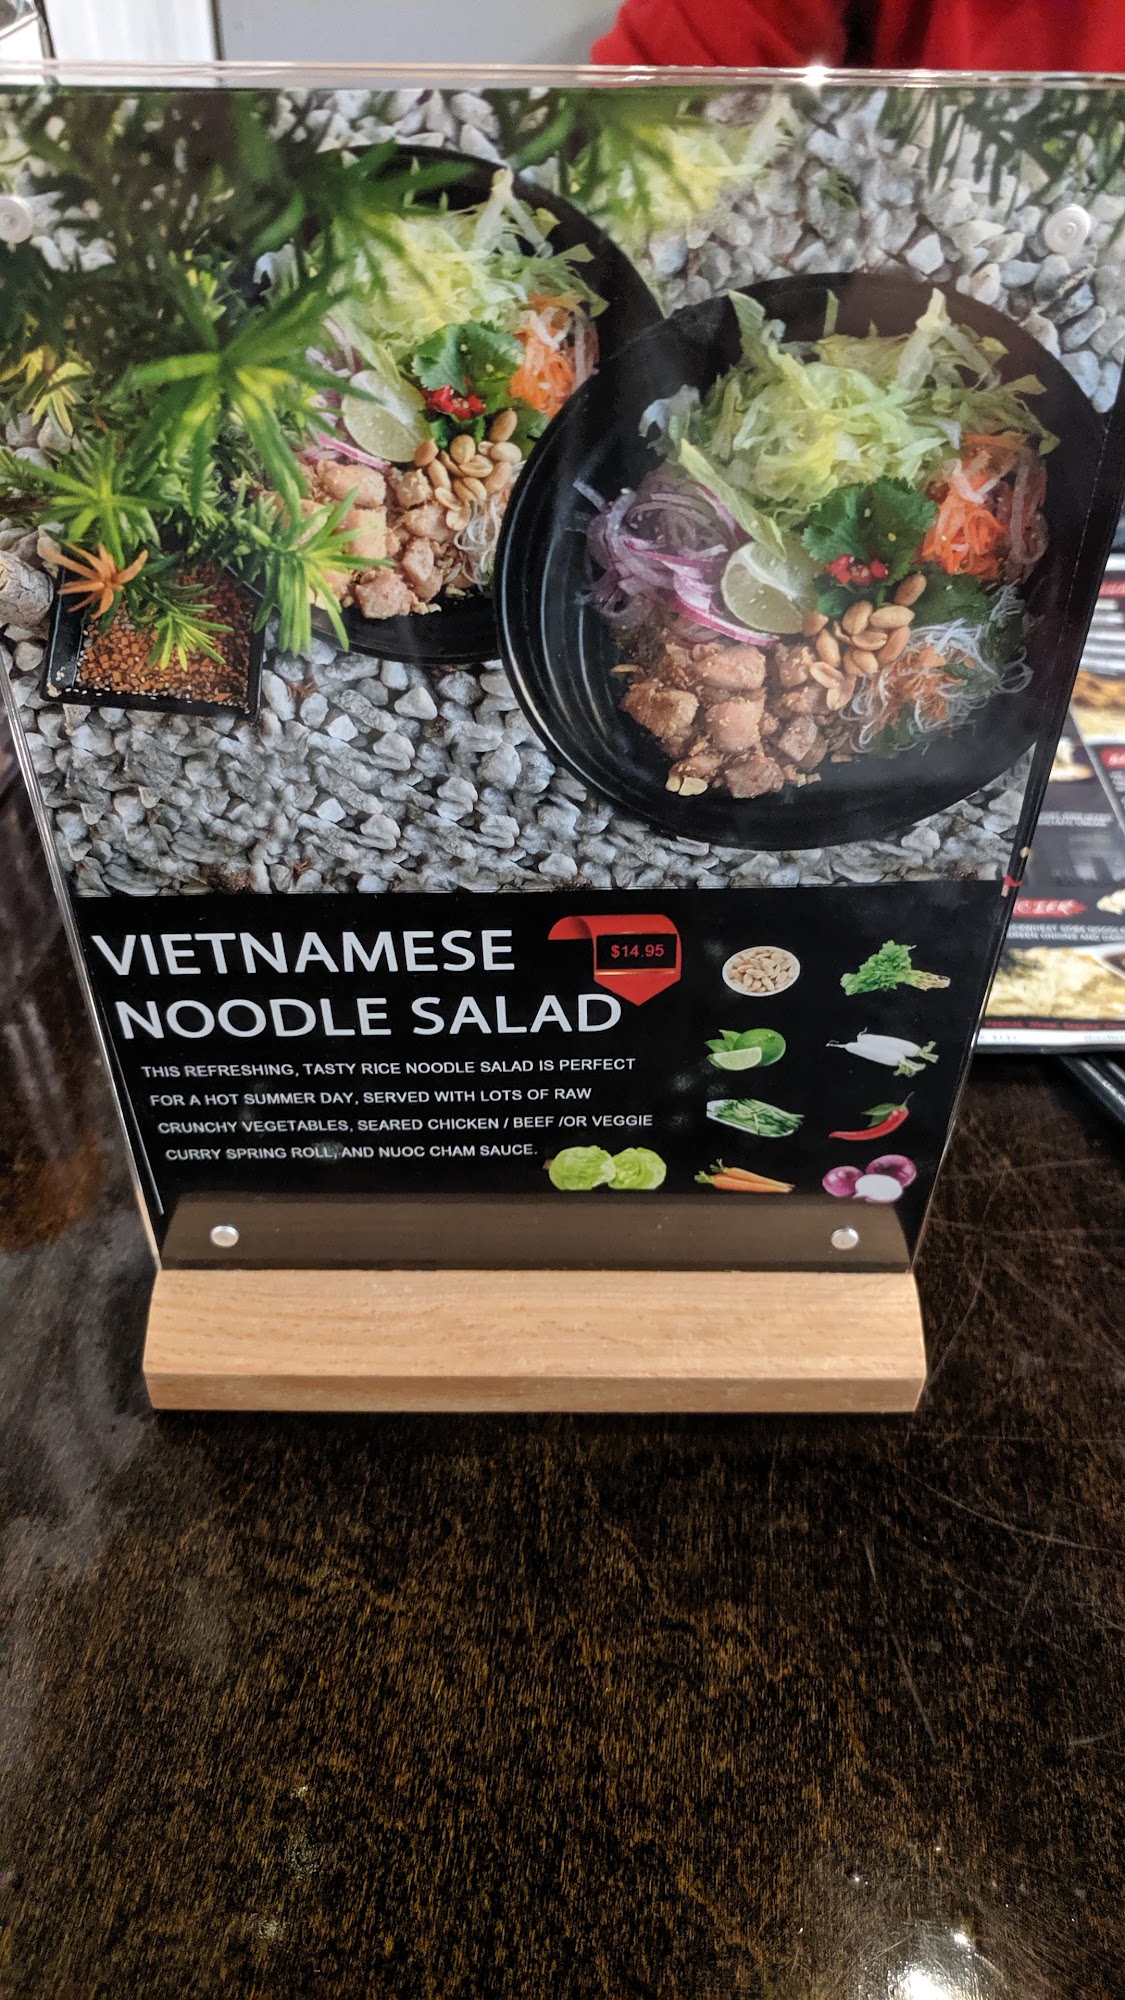 VIETNAMESE
$14.95
NOODLE SALAD
THIS REFRESHING, TASTY RICE NOODLE SALAD IS PERFECT
FOR A HOT SUMMER DAY, SERVED WITH LOTS OF RAW
CRUNCHY VEGETABLES, SEARED CHICKEN / BEEF /OR VEGGIE
CURRY SPRING ROLL, AND NUOC CHAM SAUCE.